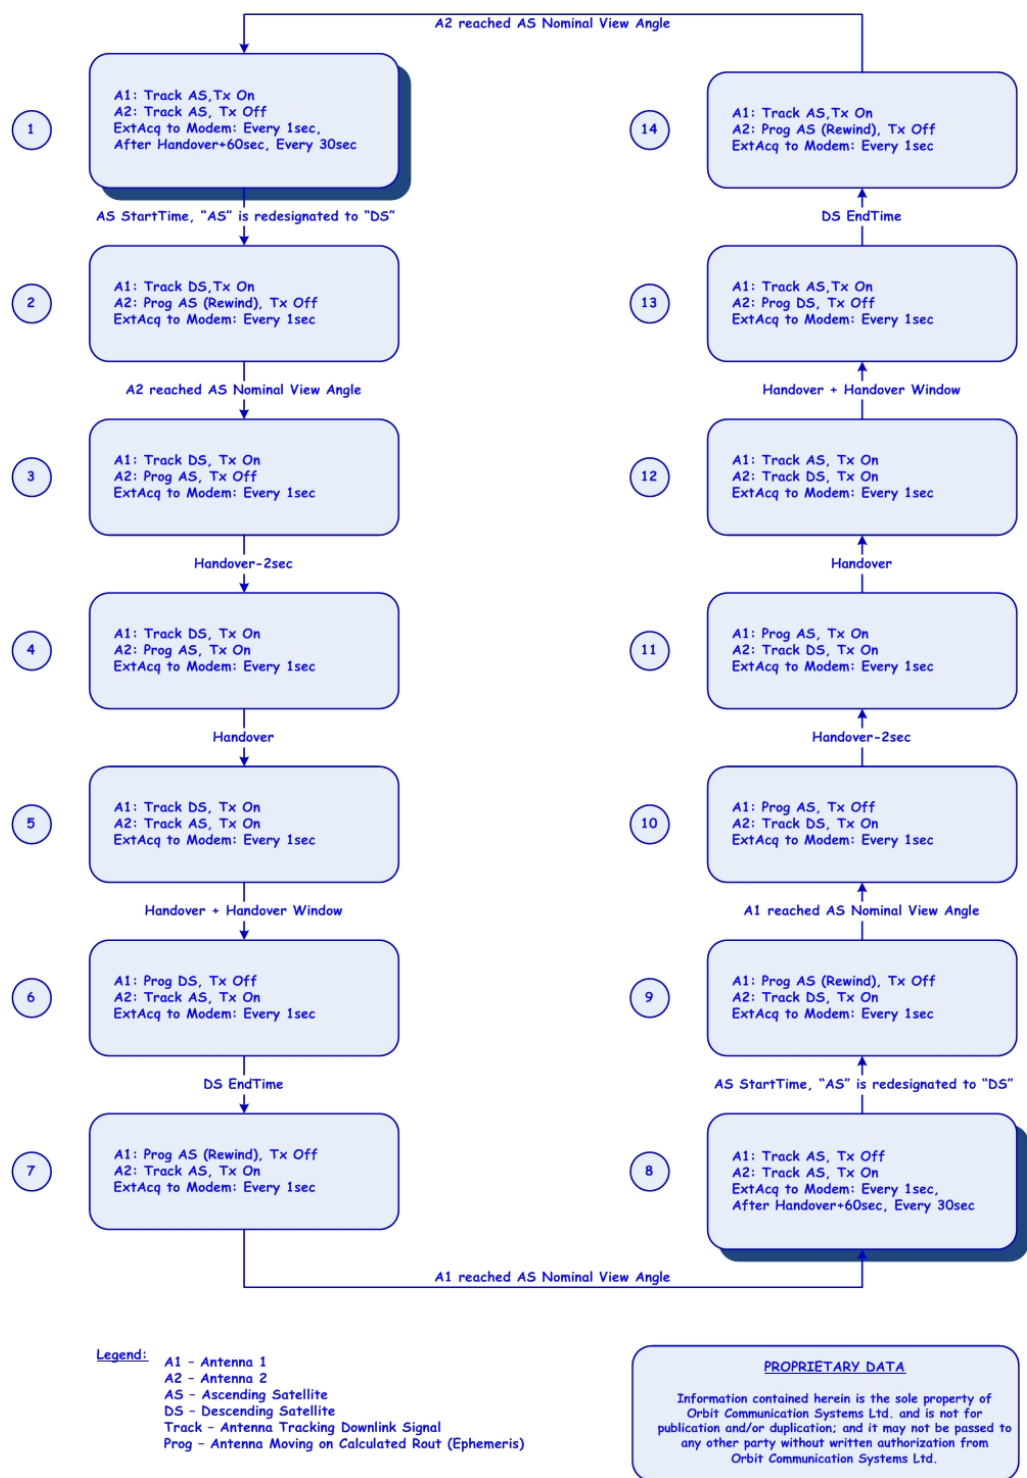 A2 reached AS Nominal View Angle
1
A1: Track AS,Tx On
A2: Track AS, Tx Off
ExtAcq to Modem: Every 1sec,
After Handover+60sec, Every 30sec
AS StartTime, “AS” is redesignated to “DS”
2
A1: Track DS,Tx On
A2: Prog AS (Rewind), Tx Off
ExtAcq to Modem: Every 1sec
A2 reached AS Nominal View Angle
3
A1: Track DS, Tx On
A2: Prog AS, Tx Off
ExtAcq to Modem: Every 1sec
Handover-2sec
4
A1: Track DS, Tx On
A2: Prog AS, Tx On
ExtAcq to Modem: Every 1sec
Handover
5
A1: Track DS, Tx On
A2: Track AS, Tx On
ExtAcq to Modem: Every 1sec
Handover + Handover Window
6
A1: Prog DS, Tx Off
A2: Track AS, Tx On
ExtAcq to Modem: Every 1sec
DS EndTime
7
A1: Prog AS (Rewind), Tx Off
A2: Track AS, Tx On
ExtAcq to Modem: Every 1sec
A1 reached AS Nominal View Angle
8
A1: Track AS, Tx Off
A2: Track AS, Tx On
ExtAcq to Modem: Every 1sec,
After Handover+60sec, Every 30sec
AS StartTime, “AS” is redesignated to “DS”
9
A1: Prog AS (Rewind), Tx Off
A2: Track DS, Tx On
ExtAcq to Modem: Every 1sec
A1 reached AS Nominal View Angle
10
A1: Prog AS, Tx Off
A2: Track DS, Tx On
ExtAcq to Modem: Every 1sec
Handover-2sec
11
A1: Prog AS, Tx On
A2: Track DS, Tx On
ExtAcq to Modem: Every 1sec
Handover
12
A1: Track AS, Tx On
A2: Track DS, Tx On
ExtAcq to Modem: Every 1sec
Handover + Handover Window
13
A1: Track AS,Tx On
A2: Prog DS, Tx Off
ExtAcq to Modem: Every 1sec
DS EndTime
14
A1: Track AS,Tx On
A2: Prog AS (Rewind), Tx Off
ExtAcq to Modem: Every 1sec
Legend:
A1 – Antenna 1
A2 – Antenna 2
AS – Ascending Satellite
DS – Descending Satellite
Track – Antenna Tracking Downlink Signal
Prog – Antenna Moving on Calculated Rout (Ephemeris)
PROPRIETARY DATA
Information contained herein is the sole property of
Orbit Communication Systems Ltd. and is not for
publication and/or duplication; and it may not be passed to
any other party without written authorization from
Orbit Communication Systems Ltd.